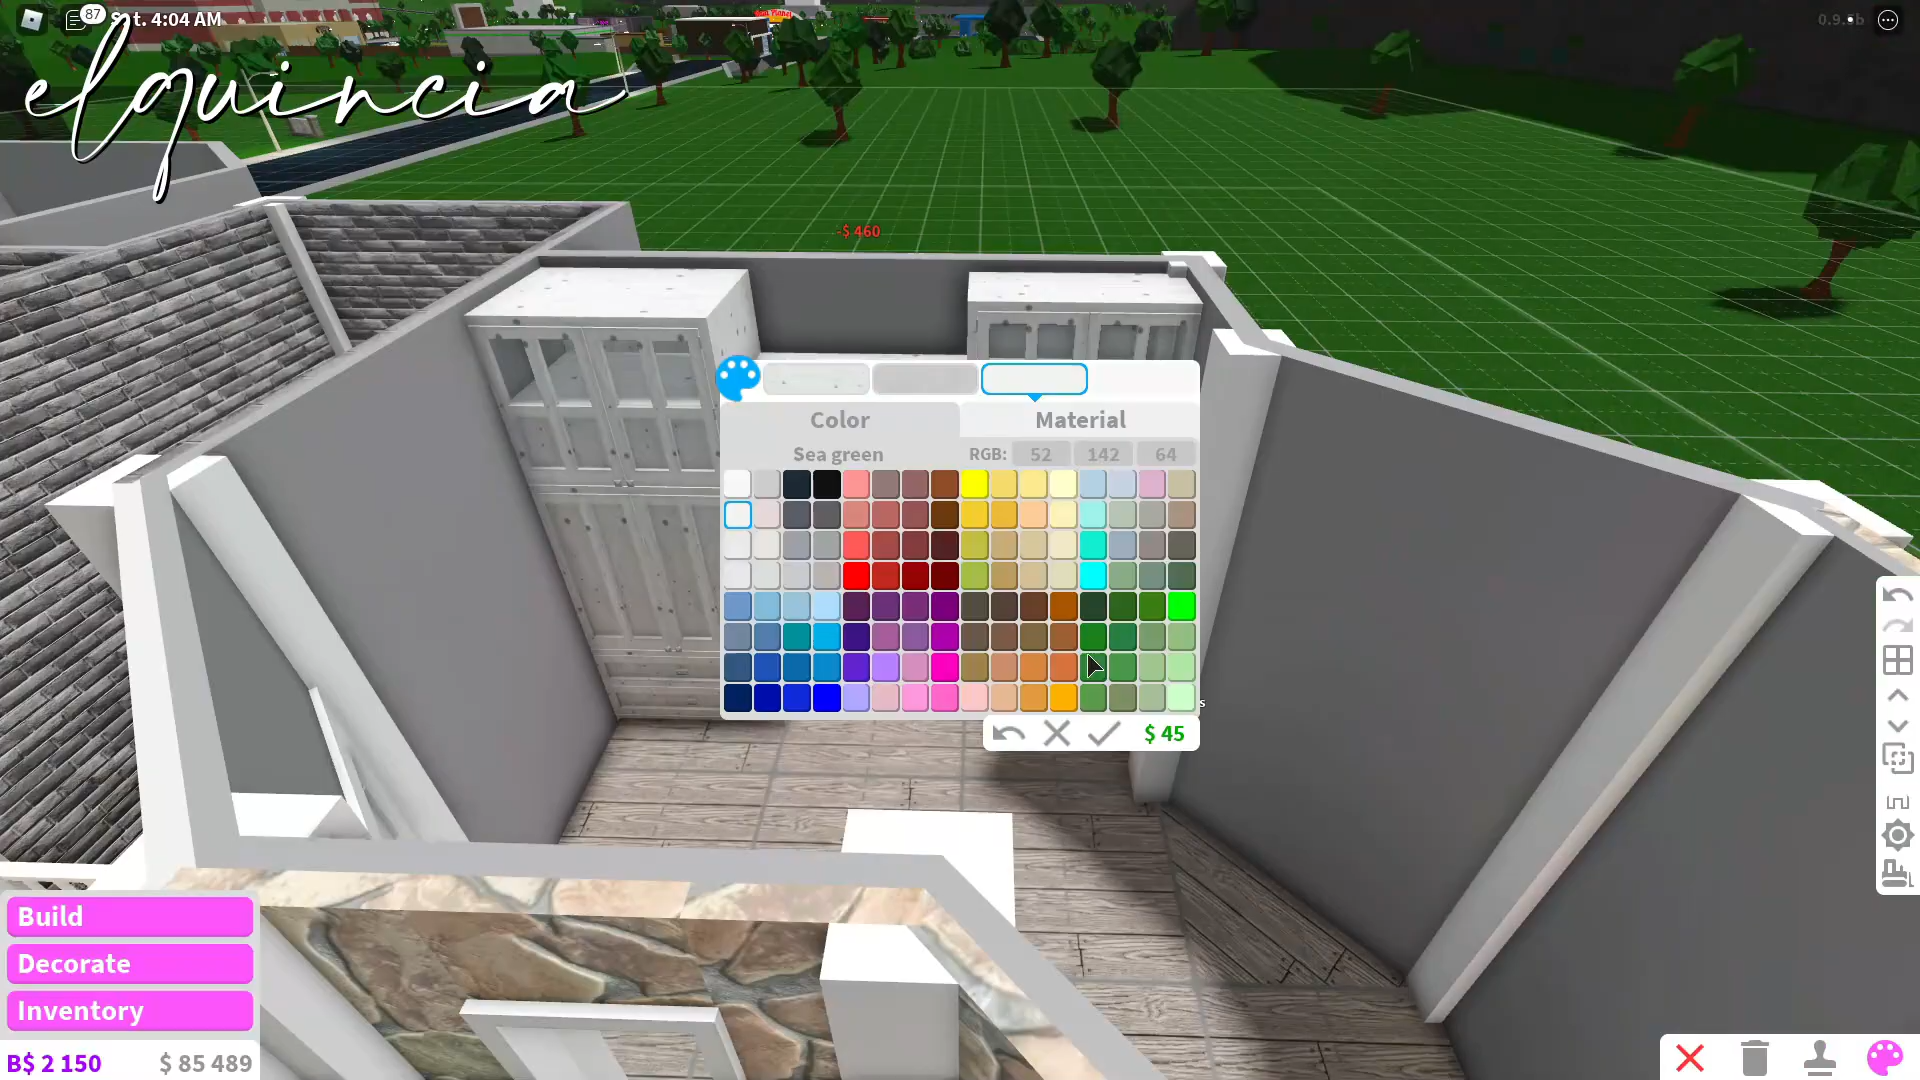 87
t. 4:04 AM
elquincia
-$ 460
Color
Material
Sea green
RGB: 52 142 64
$ 45
Build
Decorate
Inventory
B$ 2 150
$ 85 489